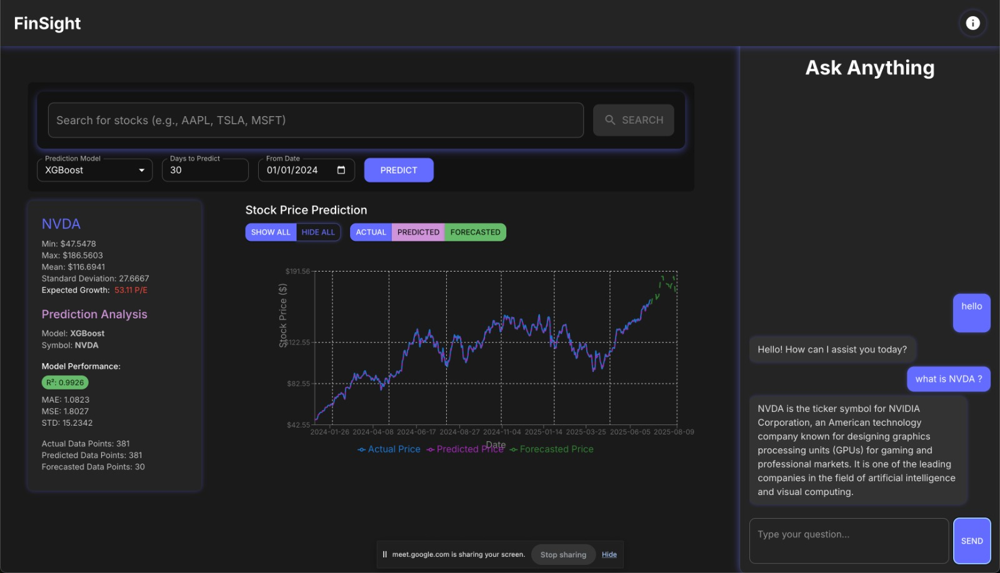 FinSight
Search for stocks (e.g., AAPL, TSLA, MSFT)
SEARCH
Prediction Model
XGBoost
Days to Predict
30
From Date
01/01/2024
PREDICT
NVDA
Min: $47.5478
Max: $186.5603
Mean: $116.6941
Standard Deviation: 27.6667
Expected Growth: 53.11 P/E
Prediction Analysis
Model: XGBoost
Symbol: NVDA
Model Performance:
R²: 0.9926
MAE: 1.0823
MSE: 1.8027
STD: 15.2342
Actual Data Points: 381
Predicted Data Points: 381
Forecasted Data Points: 30
Stock Price Prediction
SHOW ALL HIDE ALL ACTUAL PREDICTED FORECASTED
Stock Price ($)
$191.56
$122.55
$82.55
$42.55
2024-01-26 2024-04-08 2024-06-17 2024-08-27 2024-11-04 2025-01-14 2025-03-25 2025-06-05 2025-08-09
Date
Actual Price Predicted Price Forecasted Price
Ask Anything
hello
Hello! How can I assist you today?
what is NVDA ?
NVDA is the ticker symbol for NVIDIA
Corporation, an American technology
company known for designing graphics
processing units (GPUs) for gaming and
professional markets. It is one of the leading
companies in the field of artificial intelligence
and visual computing.
Type your question...
SEND
meet.google.com is sharing your screen. Stop sharing Hide